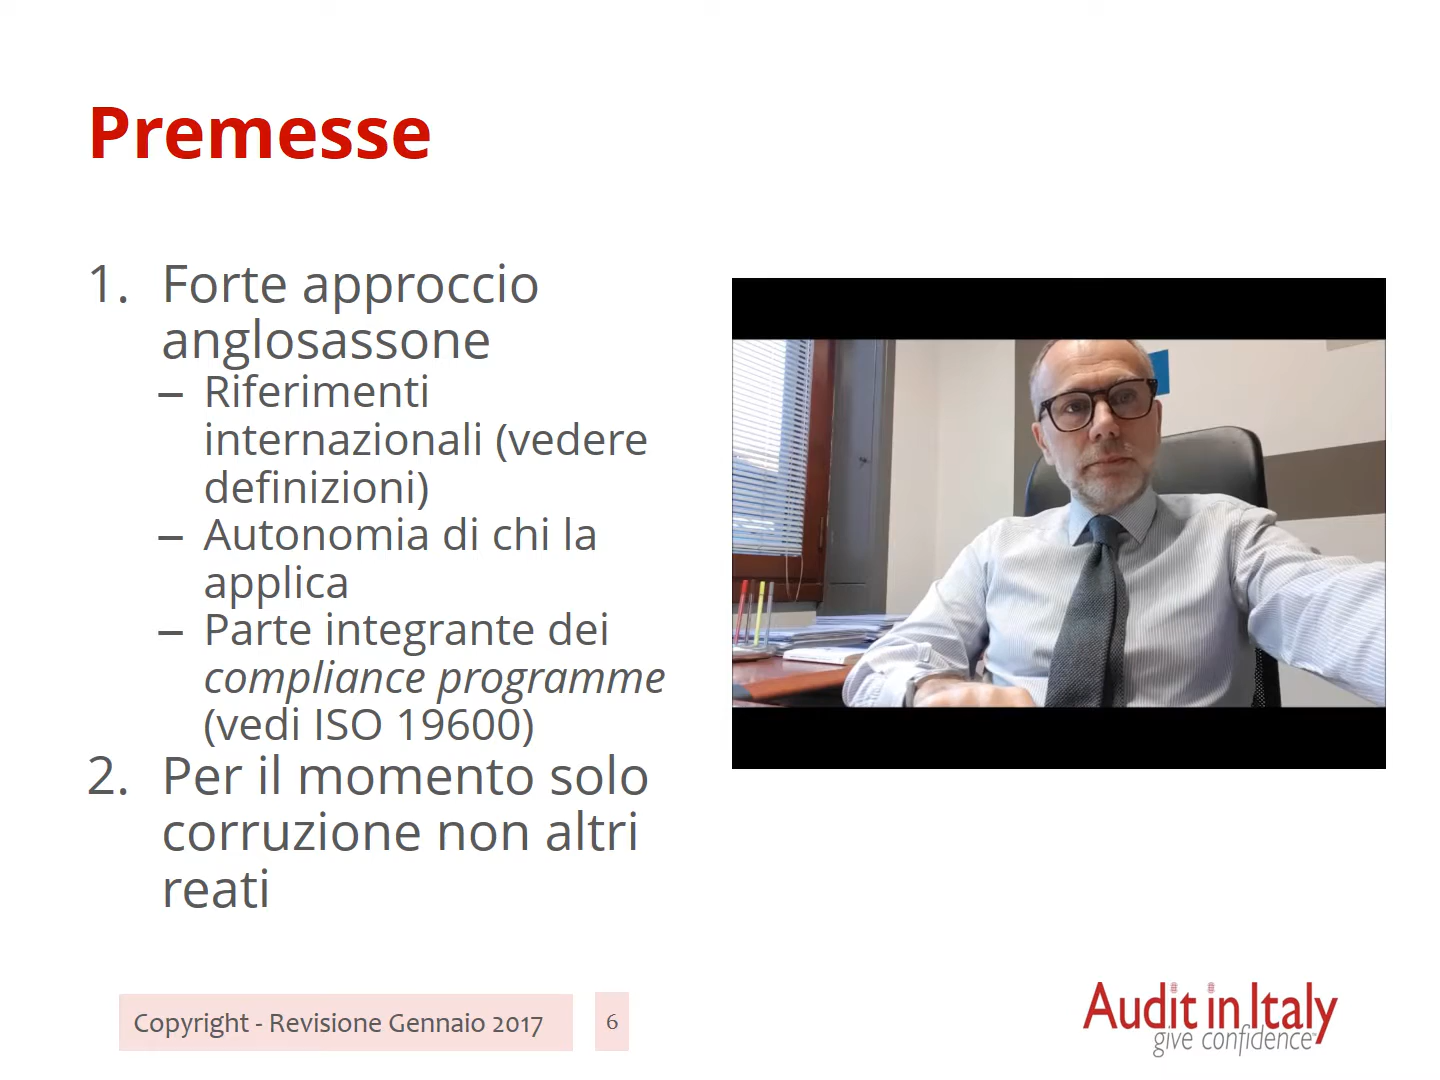 Premesse
1. Forte approccio
anglosassone
– Riferimenti
internazionali (vedere
definizioni)
– Autonomia di chi la
applica
– Parte integrante dei
compliance programme
(vedi ISO 19600)
2. Per il momento solo
corruzione non altri
reati
Copyright - Revisione Gennaio 2017
6
Audit in Italy
give confidence